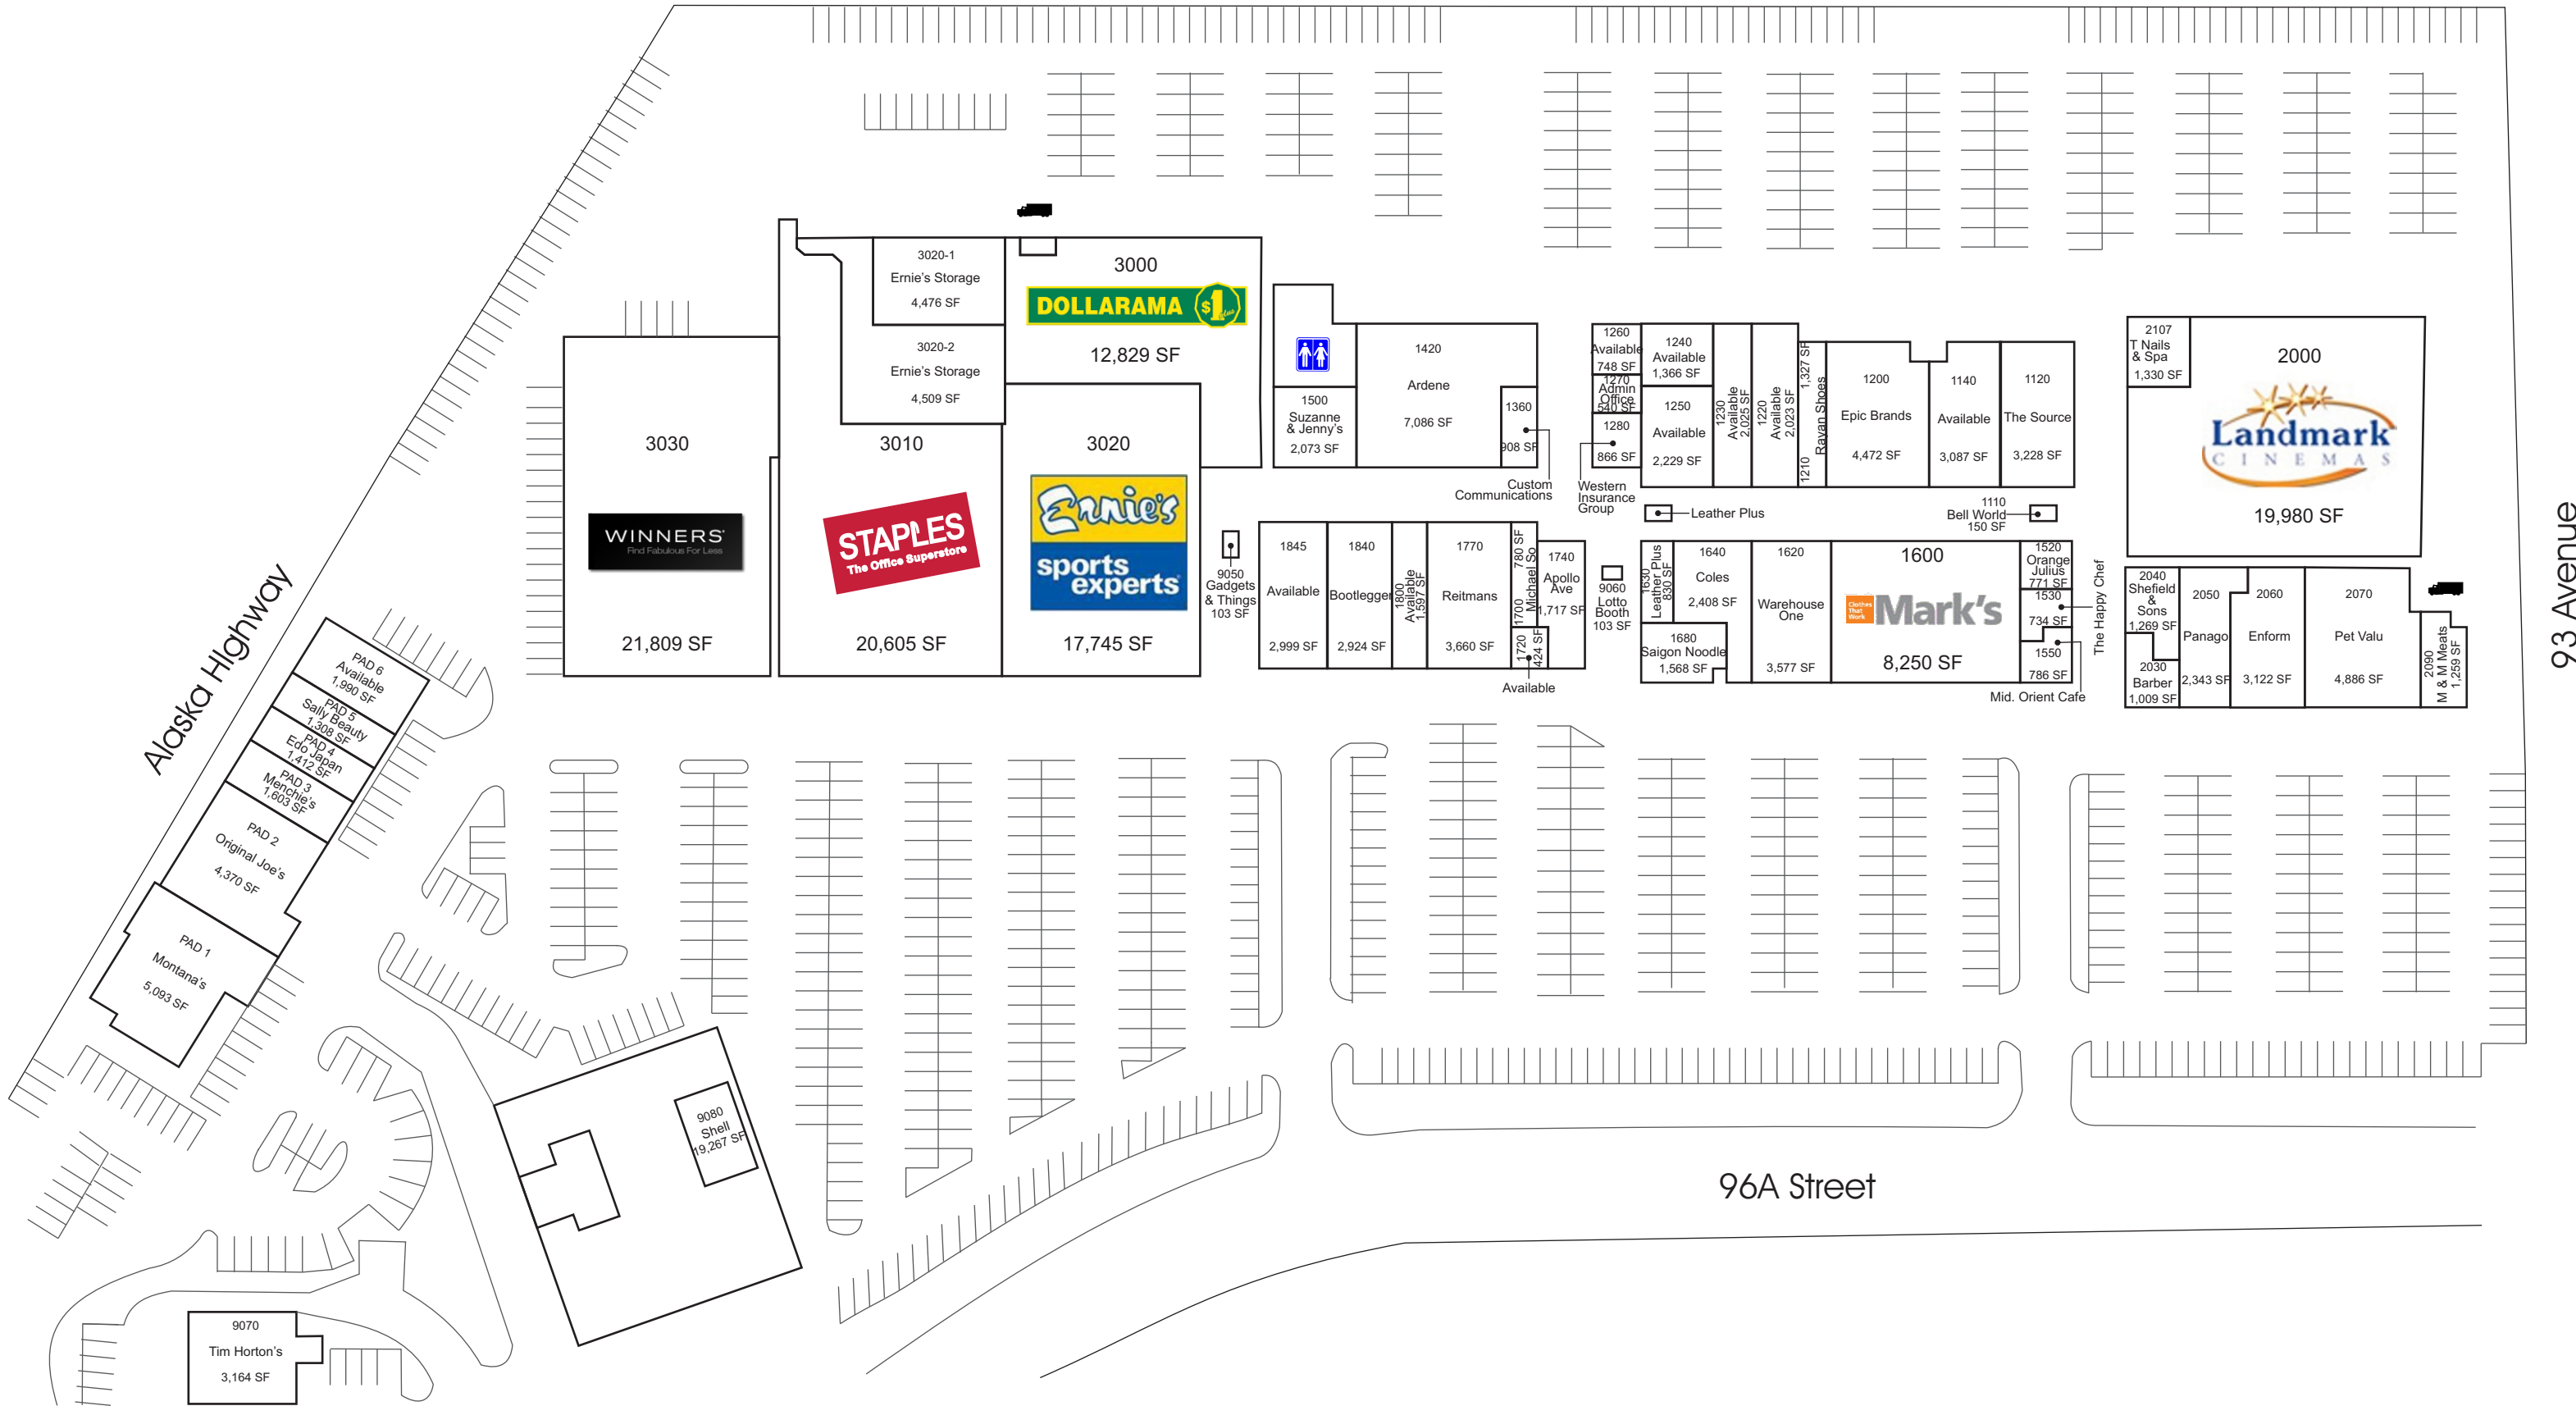 3020-1
Ernie's Storage
4,476 SF
3020-2
Ernie's Storage
4,509 SF
3000
DOLLARAMA $1 plus
12,829 SF
3030
WINNERS
Find Fabulous For Less
21,809 SF
3010
STAPLES
The Office Superstore
20,605 SF
3020
Ernie's
sports
experts
17,745 SF
1500
Suzanne
& Jenny's
2,073 SF
1420
Ardene
7,086 SF
1360
908 SF
Custom
Communications
1260
Available
748 SF
1270
Admin
Office
540 SF
1280
866 SF
Western
Insurance
Group
1240
Available
1,366 SF
1250
Available
2,229 SF
1230
Available
2,025 SF
1220
Available
2,023 SF
1210
Rayan Shoes
1,327 SF
1200
Epic Brands
4,472 SF
1140
Available
3,087 SF
1120
The Source
3,228 SF
Leather Plus
1110
Bell World
150 SF
2107
T Nails
& Spa
1,330 SF
2000
Landmark
CINEMAS
19,980 SF
93 Avenue
9050
Gadgets
& Things
103 SF
1845
Available
2,999 SF
1840
Bootlegger
2,924 SF
1800
Available
1,597 SF
1770
Reitmans
3,660 SF
1700
Michael So
780 SF
1720
424 SF
Available
1740
Apollo
Ave
1,717 SF
9060
Lotto
Booth
103 SF
1630
Leather Plus
830 SF
1640
Coles
2,408 SF
1680
Saigon Noodle
1,568 SF
1620
Warehouse
One
3,577 SF
1600
Clothes
That
Work
Mark's
8,250 SF
1520
Orange
Julius
771 SF
1530
734 SF
The Happy Chef
1550
786 SF
Mid. Orient Cafe
2040
Shefield
&
Sons
1,269 SF
2030
Barber
1,009 SF
2050
Panago
2,343 SF
2060
Enform
3,122 SF
2070
Pet Valu
4,886 SF
2090
M & M Meats
1,259 SF
Alaska HIghway
PAD 6
Available
1,990 SF
PAD 5
Sally Beauty
1,308 SF
PAD 4
Edo Japan
1,412 SF
PAD 3
Menchie's
1,603 SF
PAD 2
Original Joe's
4,370 SF
PAD 1
Montana's
5,093 SF
9080
Shell
19,267 SF
96A Street
9070
Tim Horton's
3,164 SF